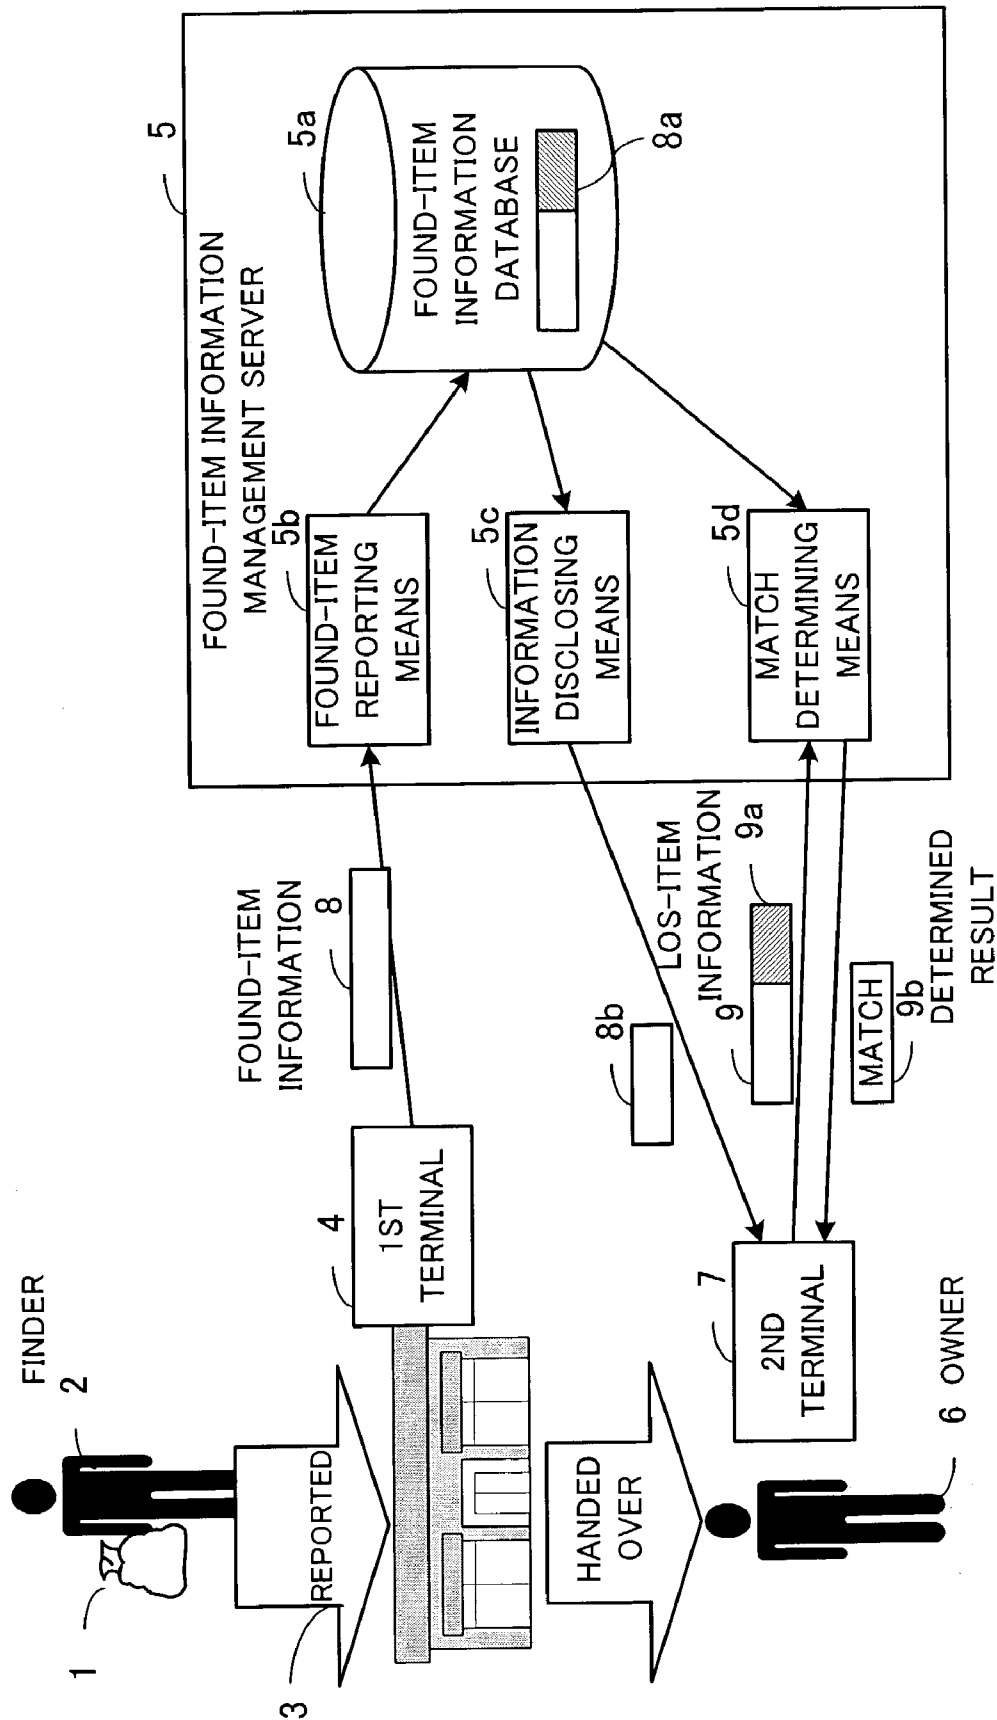 5
FOUND-ITEM INFORMATION
MANAGEMENT SERVER
5a
FOUND-ITEM
INFORMATION
DATABASE
8a
5b
FOUND-ITEM
REPORTING
MEANS
5c
INFORMATION
DISCLOSING
MEANS
5d
MATCH
DETERMINING
MEANS
FOUND-ITEM
INFORMATION
8
8b
LOS-ITEM
INFORMATION
9
9a
MATCH
9b
DETERMINED
RESULT
4
1ST
TERMINAL
7
2ND
TERMINAL
FINDER
2
1
REPORTED
3
HANDED
OVER
6 OWNER